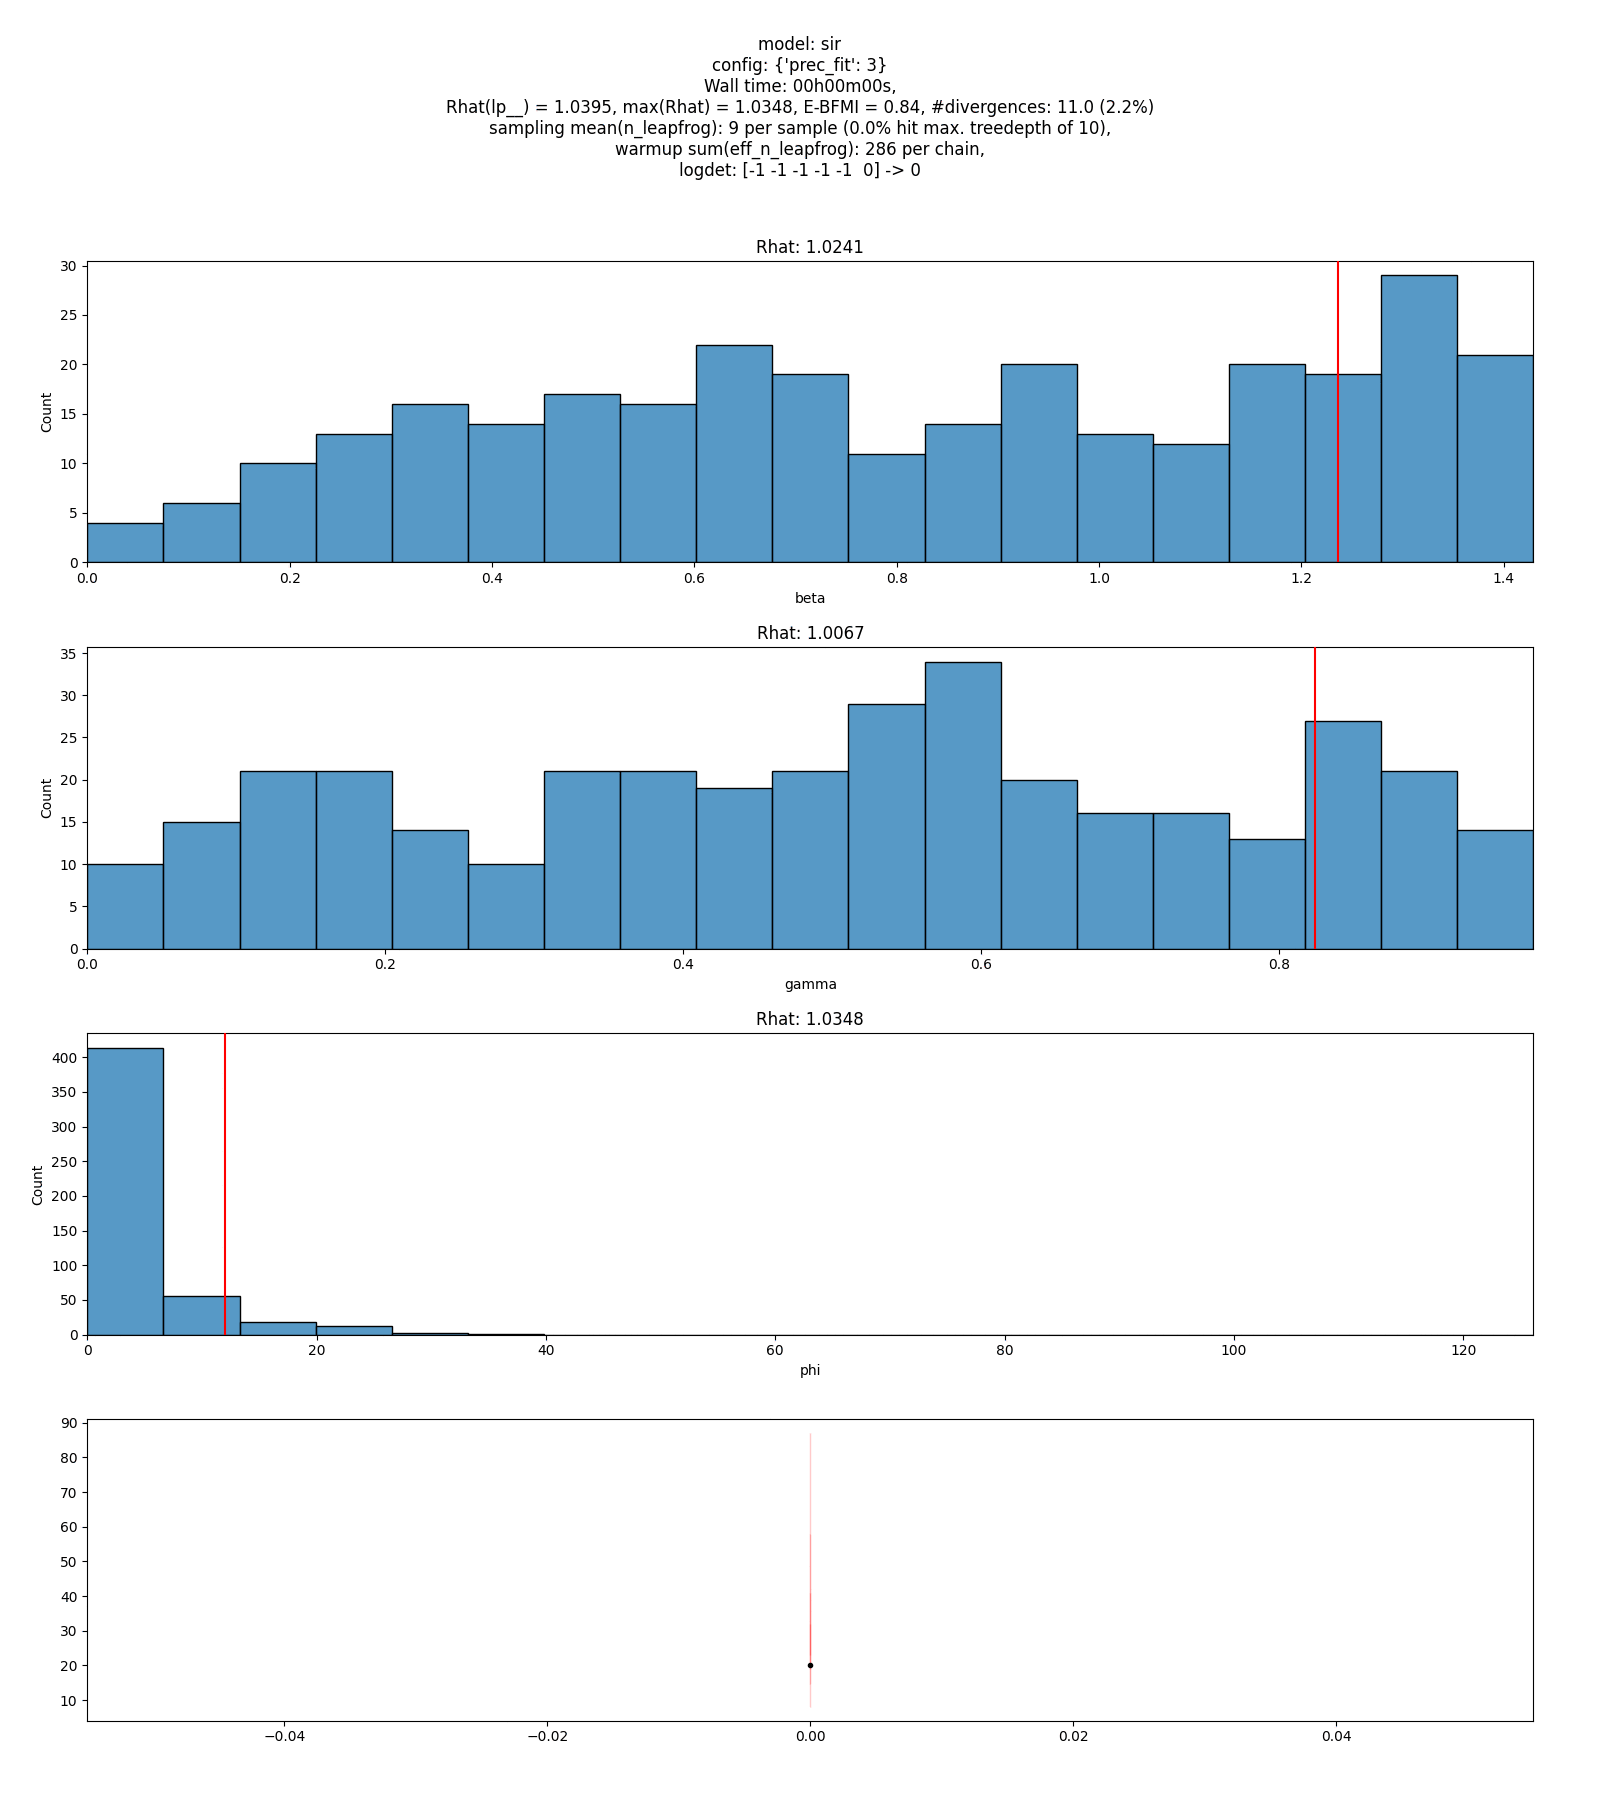 model: sir
config: {'prec_fit': 3}
Wall time: 00h00m00s,
Rhat(lp__) = 1.0395, max(Rhat) = 1.0348, E-BFMI = 0.84, #divergences: 11.0 (2.2%)
sampling mean(n_leapfrog): 9 per sample (0.0% hit max. treedepth of 10),
warmup sum(eff_n_leapfrog): 286 per chain,
logdet: [-1 -1 -1 -1 -1  0] -> 0
Rhat: 1.0241
30
25
20
15
10
5
0
Count
0.0 0.2 0.4 0.6 0.8 1.0 1.2 1.4
beta
Rhat: 1.0067
35
30
25
20
15
10
5
0
Count
0.0 0.2 0.4 0.6 0.8
gamma
Rhat: 1.0348
400
350
300
250
200
150
100
50
0
Count
0 20 40 60 80 100 120
phi
90
80
70
60
50
40
30
20
10
−0.04 −0.02 0.00 0.02 0.04